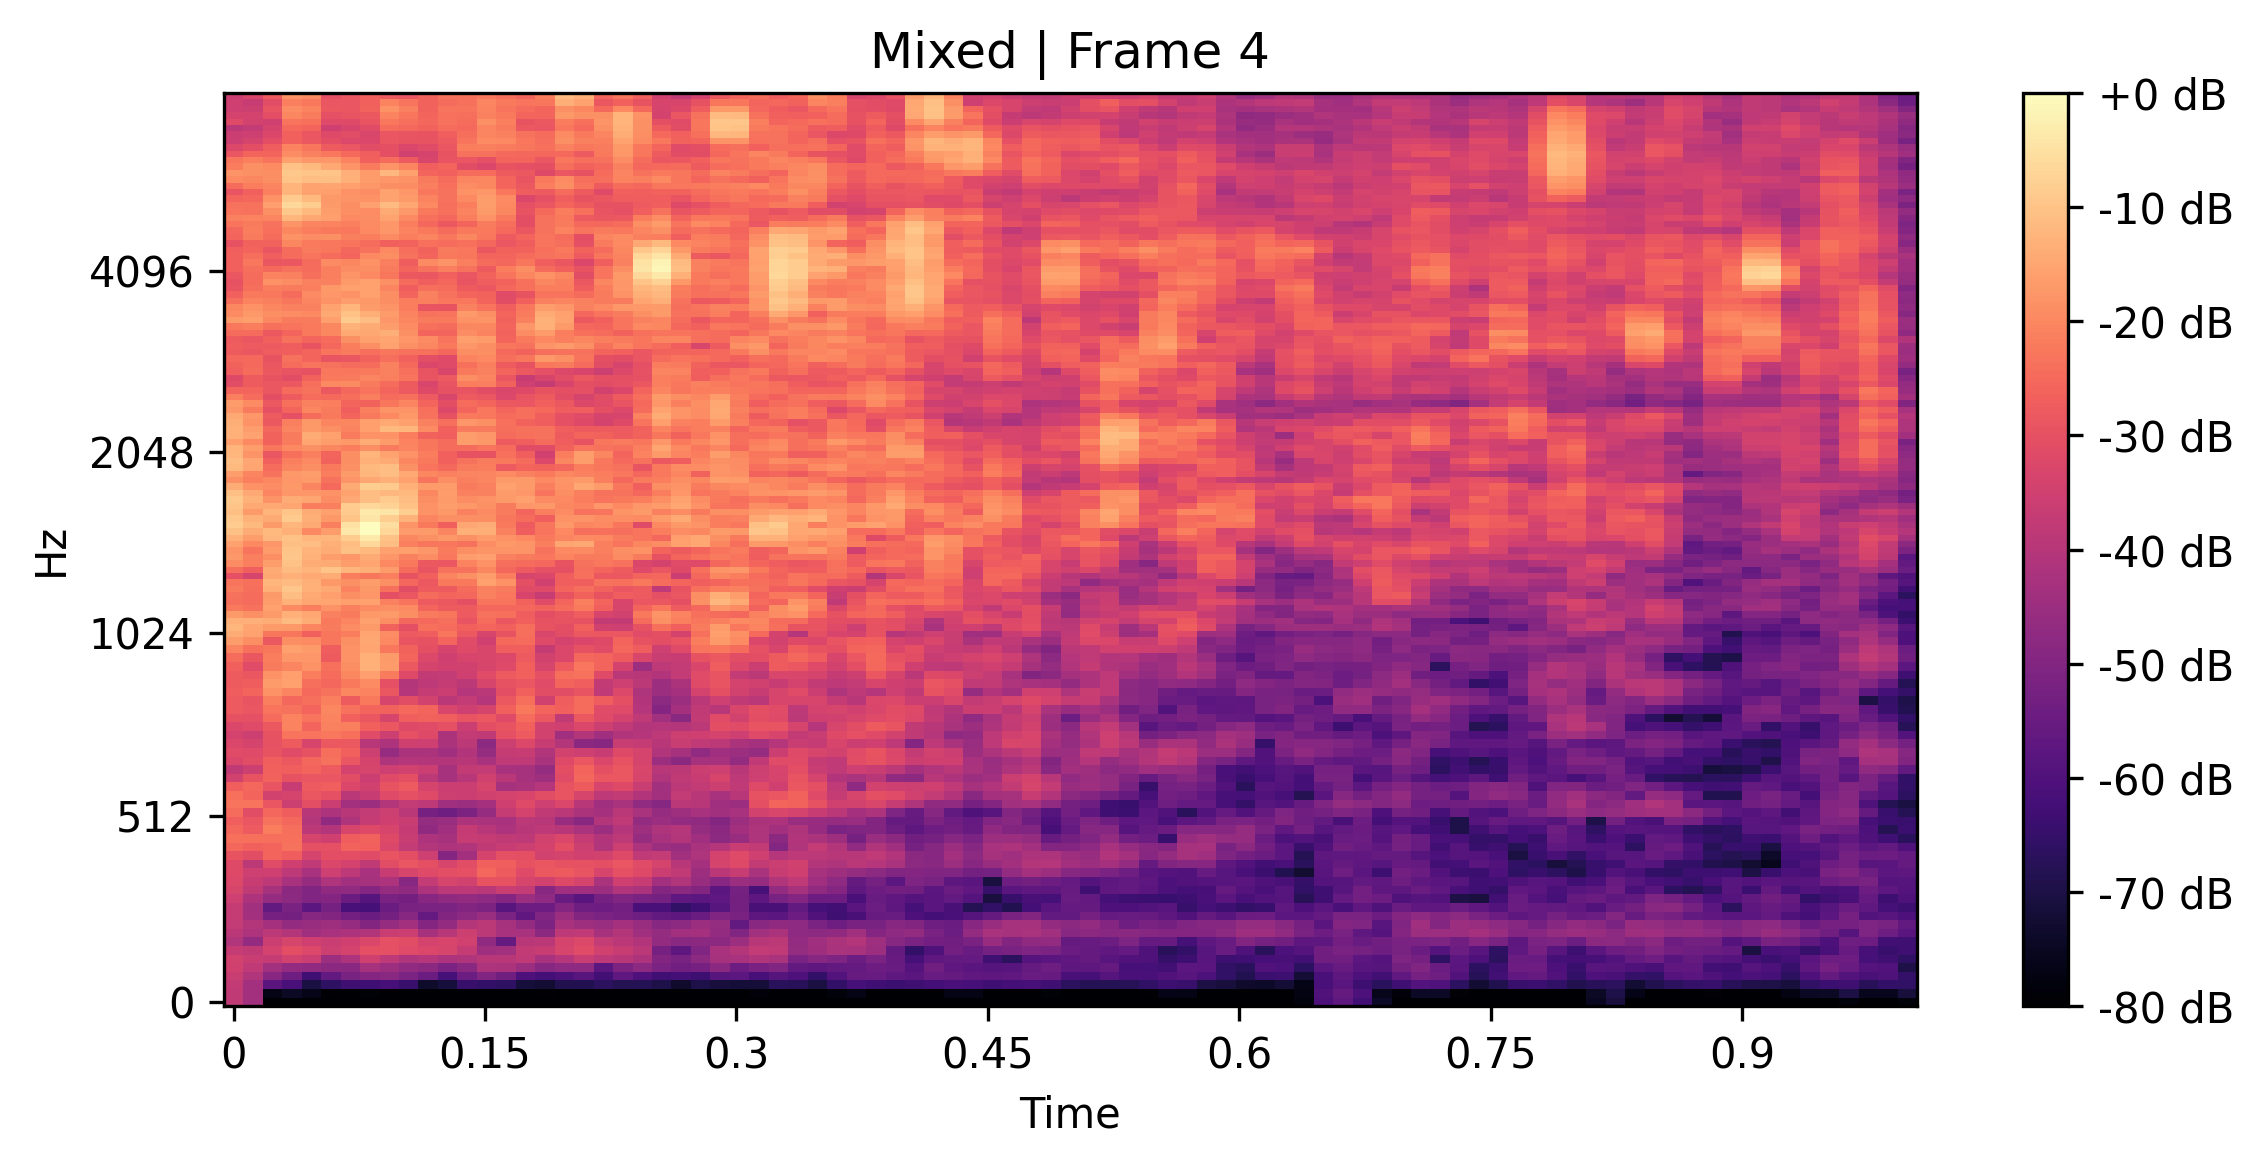 Mixed | Frame 4
Hz
4096
2048
1024
512
0
0 0.15 0.3 0.45 0.6 0.75 0.9
Time
+0 dB
-10 dB
-20 dB
-30 dB
-40 dB
-50 dB
-60 dB
-70 dB
-80 dB